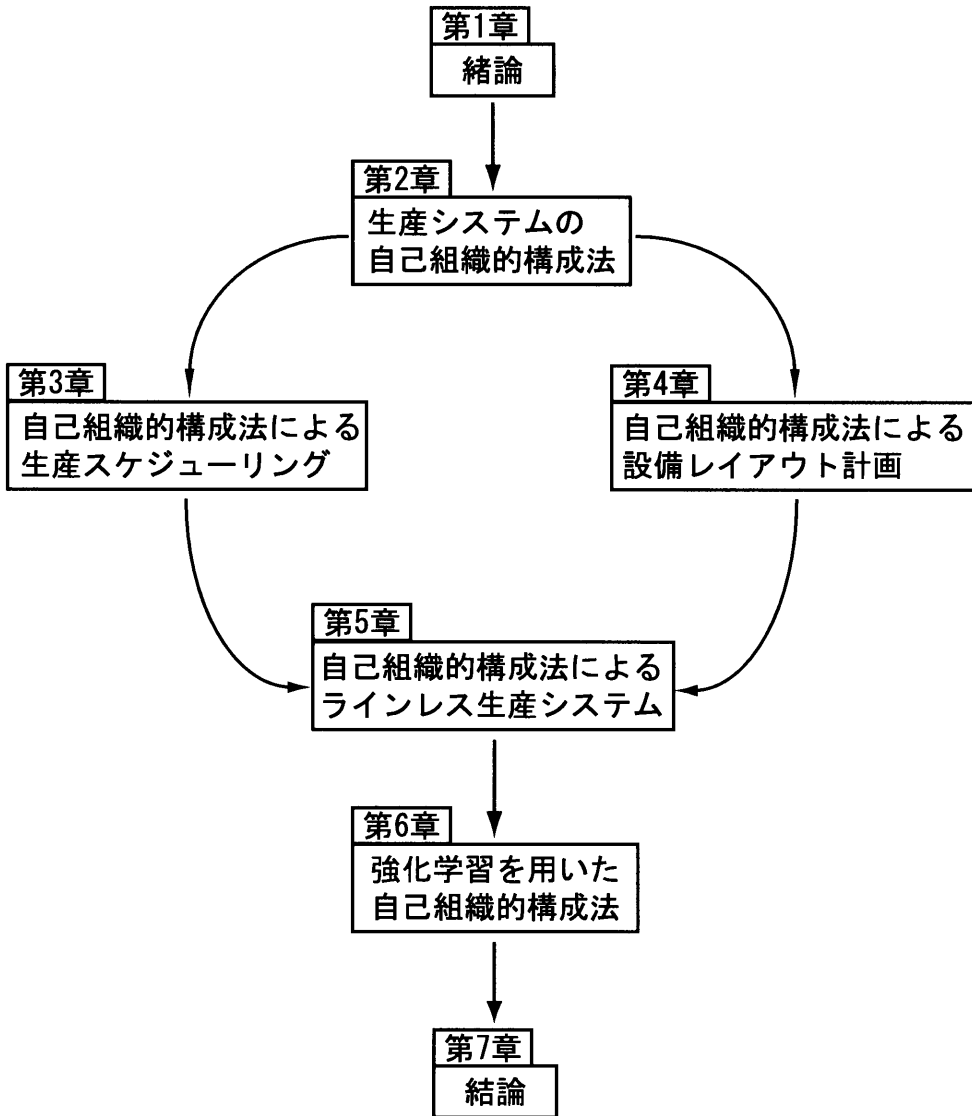 第1章
緒論
第2章
生産システムの
自己組織的構成法
第3章
自己組織的構成法による
生産スケジューリング
第4章
自己組織的構成法による
設備レイアウト計画
第5章
自己組織的構成法による
ラインレス生産システム
第6章
強化学習を用いた
自己組織的構成法
第7章
結論